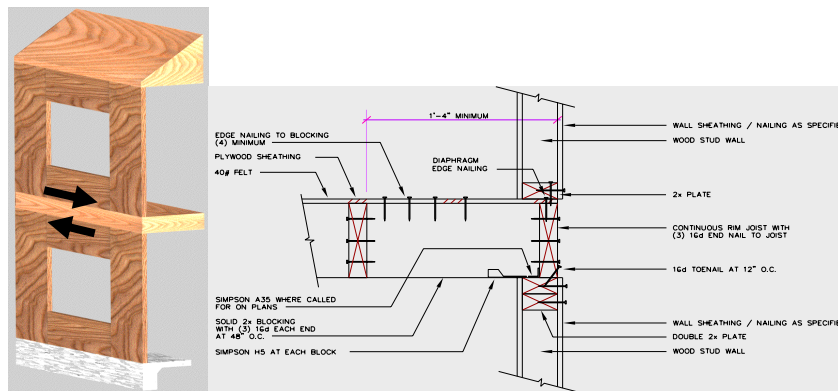 1'-4" MINIMUM
EDGE NAILING TO BLOCKING
(4) MINIMUM
PLYWOOD SHEATHING
40# FELT
DIAPHRAGM
EDGE NAILING
WALL SHEATHING / NAILING AS SPECIFIE
WOOD STUD WALL
2x PLATE
CONTINUOUS RIM JOIST WITH
(3) 16d END NAIL TO JOIST
16d TOENAIL AT 12" O.C.
SIMPSON A35 WHERE CALLED
FOR ON PLANS
SOLID 2x BLOCKING
WITH (3) 16d EACH END
AT 48" O.C.
SIMPSON H5 AT EACH BLOCK
WALL SHEATHING / NAILING AS SPECIFIE
DOUBLE 2x PLATE
WOOD STUD WALL